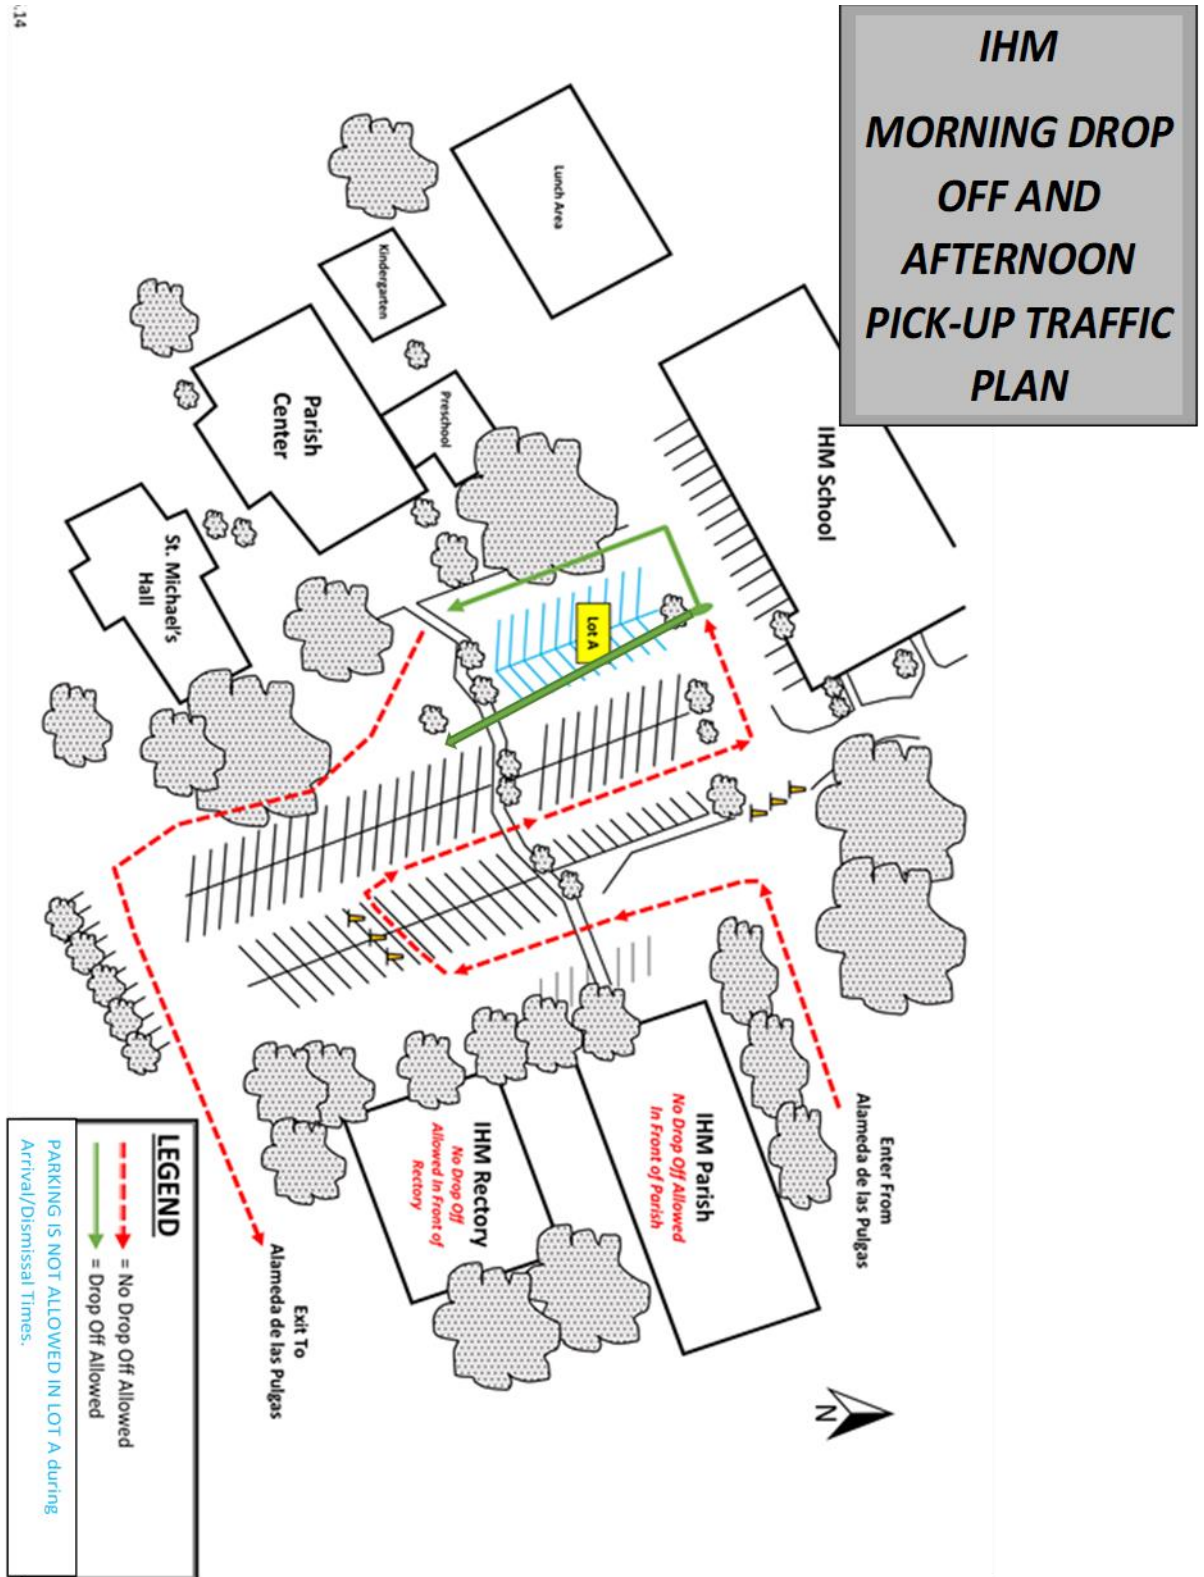 IHM
MORNING DROP
OFF AND
AFTERNOON
PICK-UP TRAFFIC
PLAN
.14
Lunch Area
Kindergarten
Preschool
Parish
Center
St. Michael's
Hall
IHM School
Lot A
Enter From
Alameda de las Pulgas
IHM Parish
No Drop Off Allowed
In Front of Parish
IHM Rectory
No Drop Off
Allowed In Front of
Rectory
Exit To
Alameda de las Pulgas
N
LEGEND
= No Drop Off Allowed
= Drop Off Allowed
PARKING IS NOT ALLOWED IN LOT A during
Arrival/Dismissal Times.